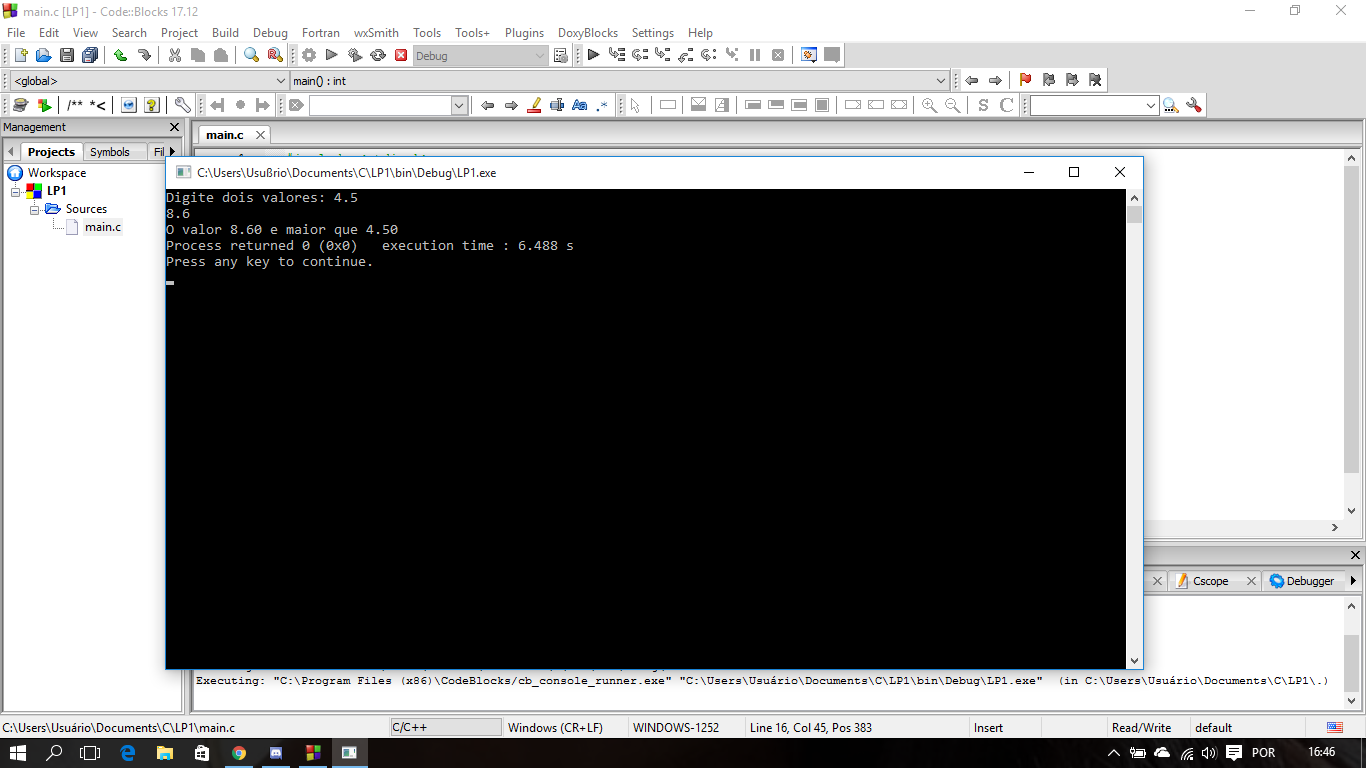 main.c [LP1] - Code::Blocks 17.12
File Edit View Search Project Build Debug Fortran wxSmith Tools Tools+ Plugins DoxyBlocks Settings Help
Debug
<global> main() : int
/** *< ? Aa .* S C
Management
main.c
Projects Symbols
Workspace
LP1
Sources
main.c
C:\Users\Usußrio\Documents\C\LP1\bin\Debug\LP1.exe
Digite dois valores: 4.5
8.6
O valor 8.60 e maior que 4.50
Process returned 0 (0x0) execution time : 6.488 s
Press any key to continue.
Cscope Debugger
Executing: "C:\Program Files (x86)\CodeBlocks/cb_console_runner.exe" "C:\Users\Usuário\Documents\C\LP1\bin\Debug\LP1.exe" (in C:\Users\Usuário\Documents\C\LP1\.)
C:\Users\Usuário\Documents\C\LP1\main.c C/C++ Windows (CR+LF) WINDOWS-1252 Line 16, Col 45, Pos 383 Insert Read/Write default
POR 16:46